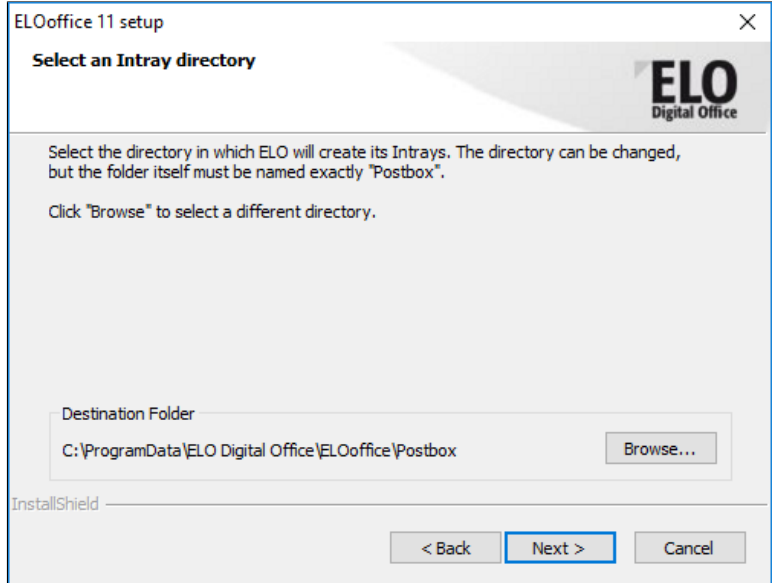 ELOoffice 11 setup
Select an Intray directory
ELO
Digital Office
Select the directory in which ELO will create its Intrays. The directory can be changed,
but the folder itself must be named exactly "Postbox".
Click "Browse" to select a different directory.
Destination Folder
C:\ProgramData\ELO Digital Office\ELOoffice\Postbox
Browse...
InstallShield
< Back
Next >
Cancel